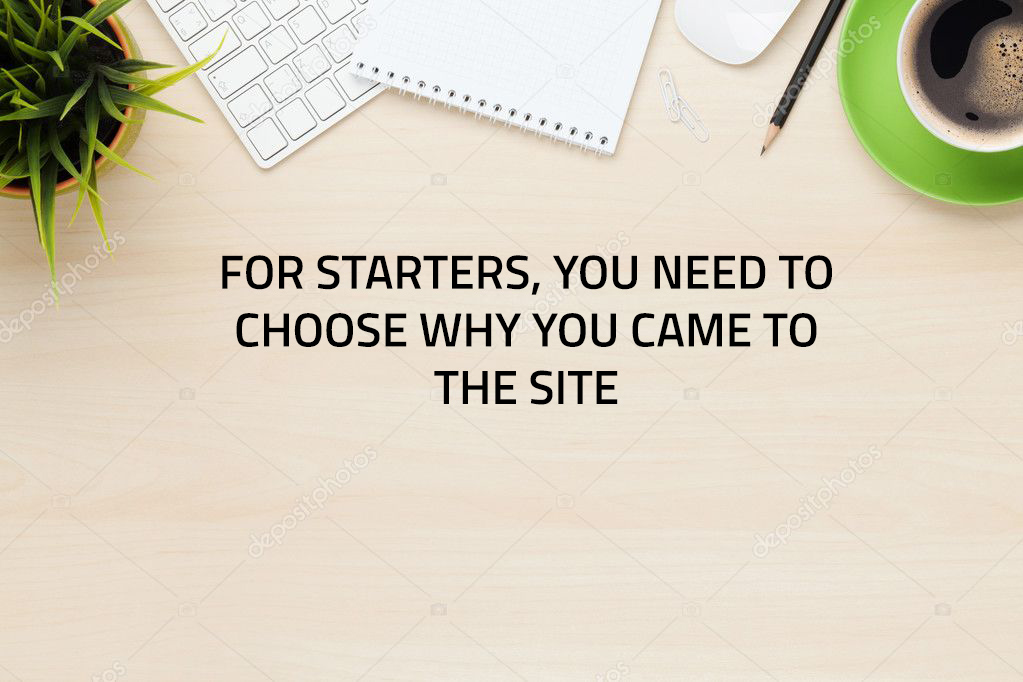 FOR STARTERS, YOU NEED TO
CHOOSE WHY YOU CAME TO
THE SITE
depositphotos
depositphotos
depositphotos
depositphotos
depositphotos